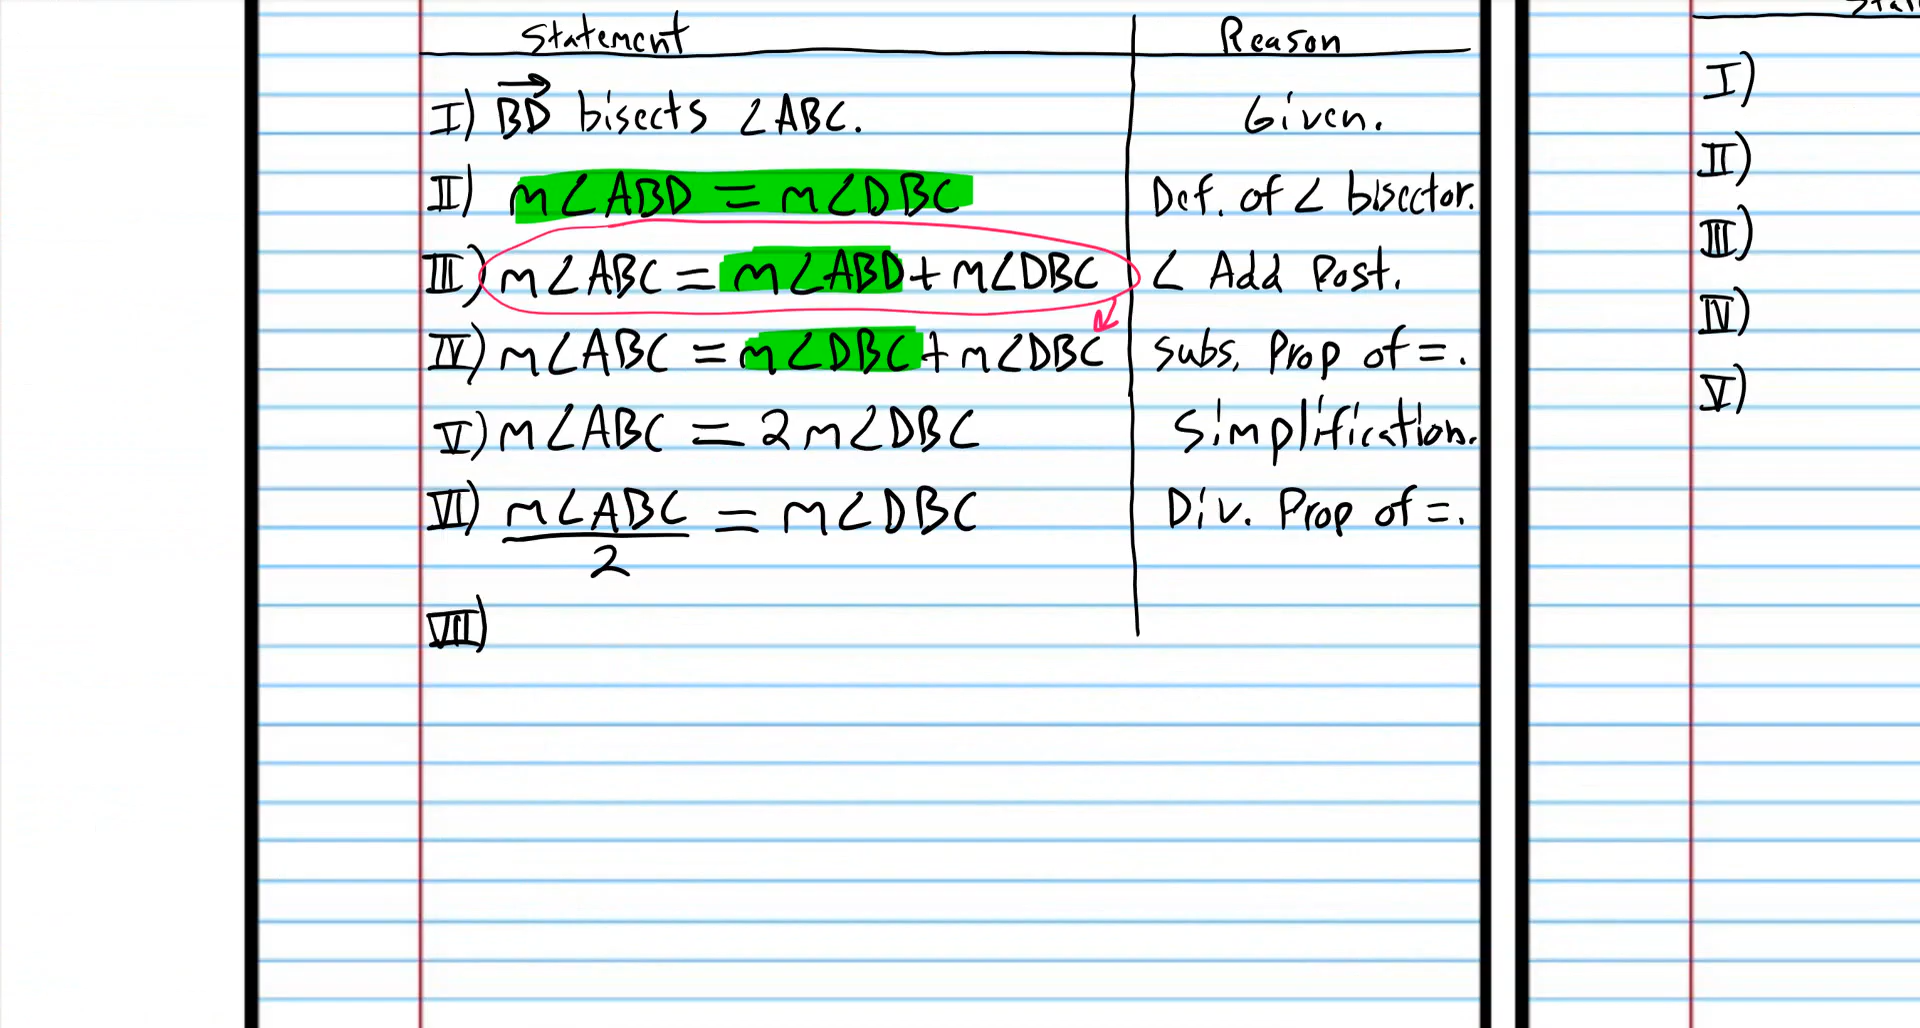 Statement Reason
I) BD bisects ∠ABC. Given.
II) m∠ABD = m∠DBC Def. of ∠ bisector.
III) m∠ABC = m∠ABD + m∠DBC ∠ Add Post.
IV) m∠ABC = m∠DBC + m∠DBC subs. Prop of =.
V) m∠ABC = 2m∠DBC Simplification.
VI) m∠ABC/2 = m∠DBC Div. Prop of =.
VII)
I)
II)
III)
IV)
V)